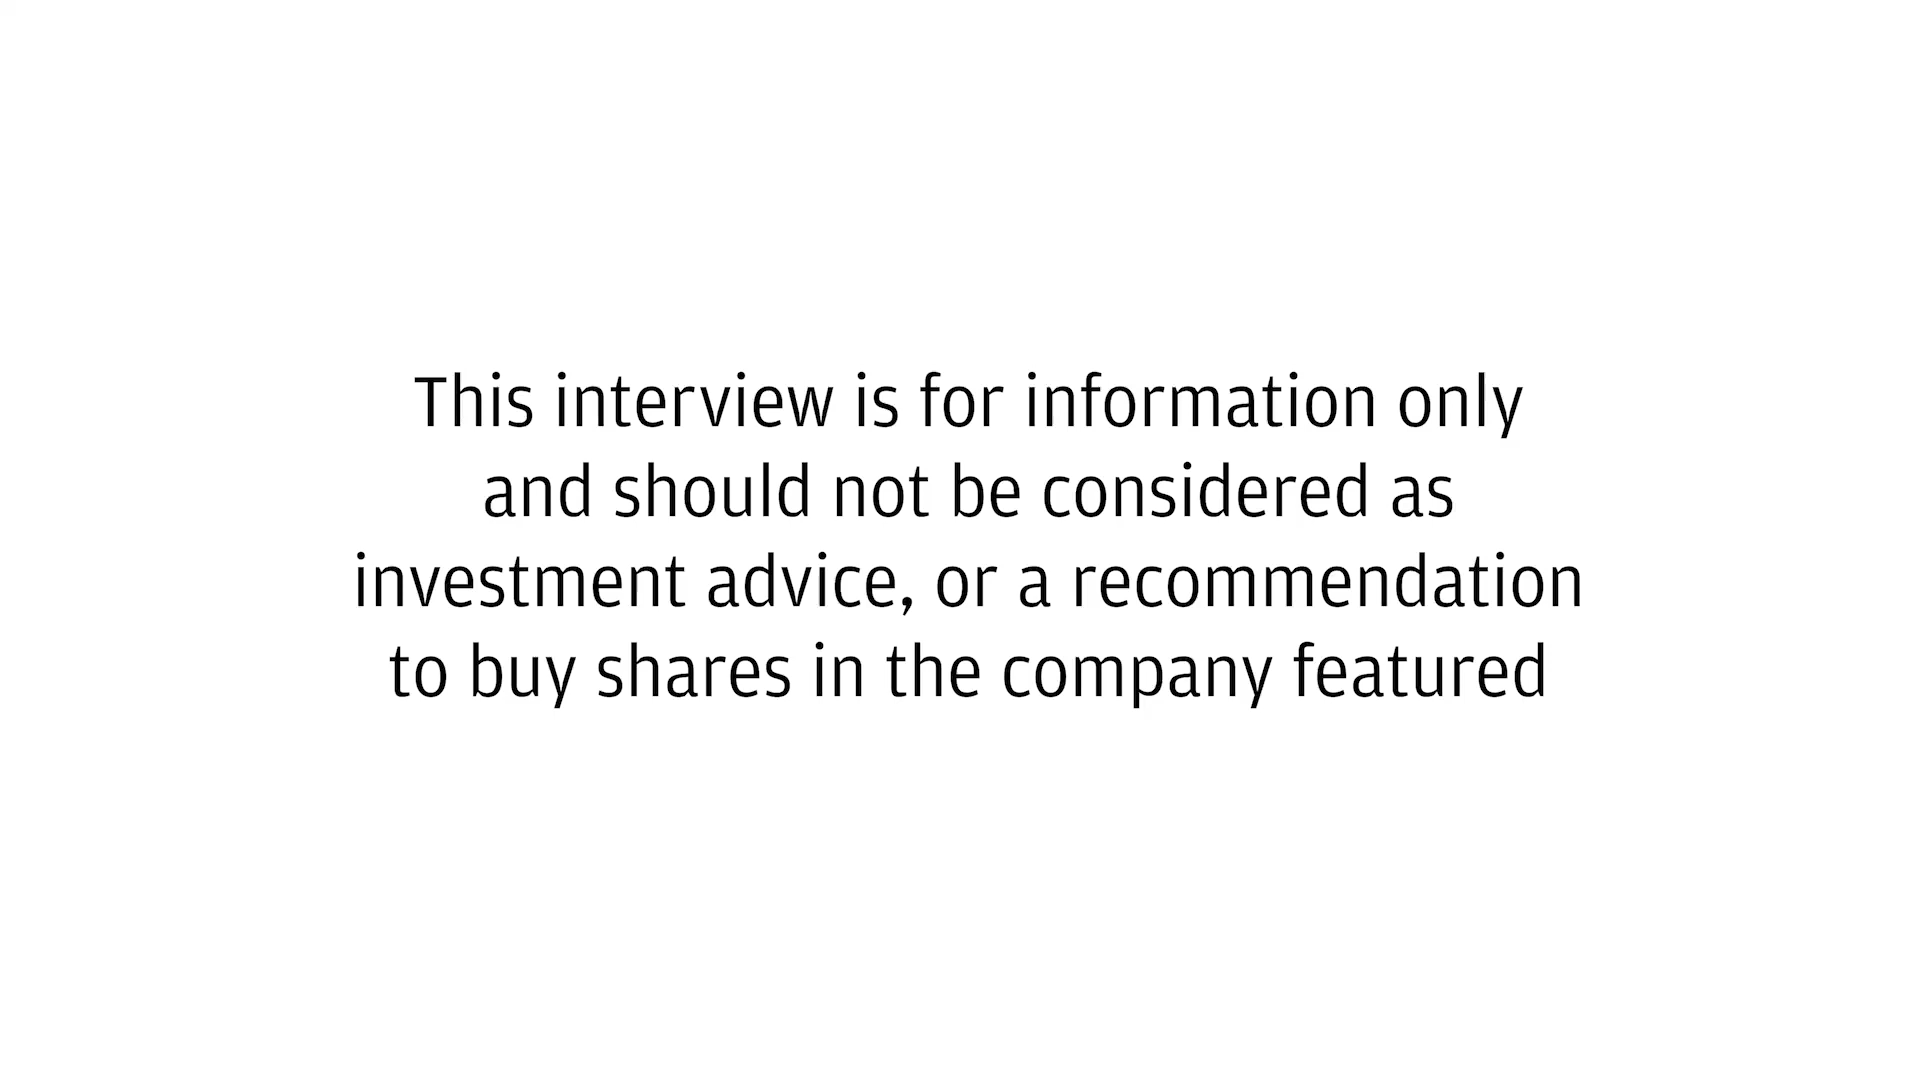 This interview is for information only
and should not be considered as
investment advice, or a recommendation
to buy shares in the company featured